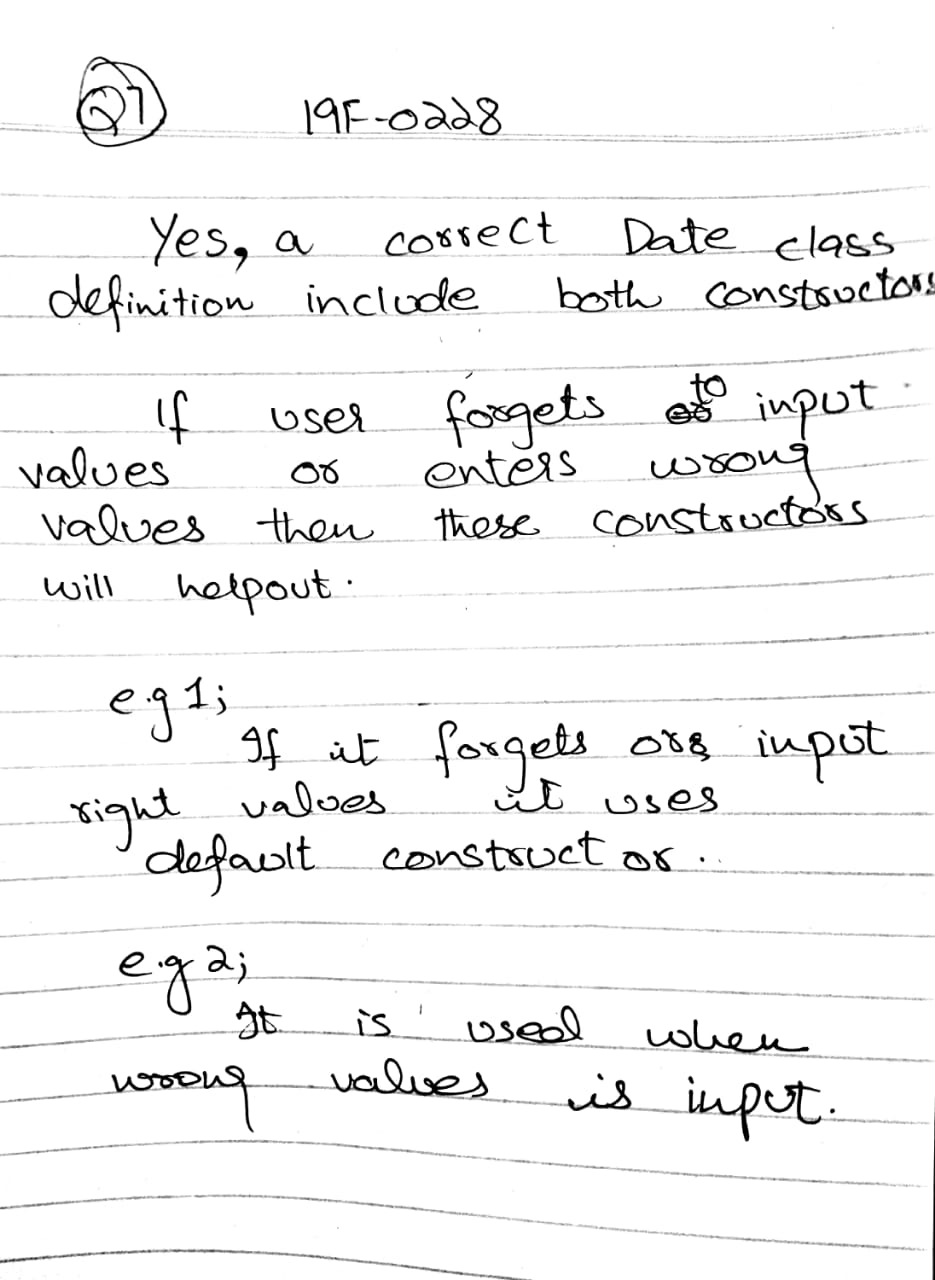 Q7 19F-0228
Yes, a correct Date class
definition include both constructors
If user forgets to input
values or enters wrong
values then these constructors
will helpout.
e.g 1;
If it forgets or input
right values it uses
default constructor.
e.g 2;
It is used when
wrong values is input.